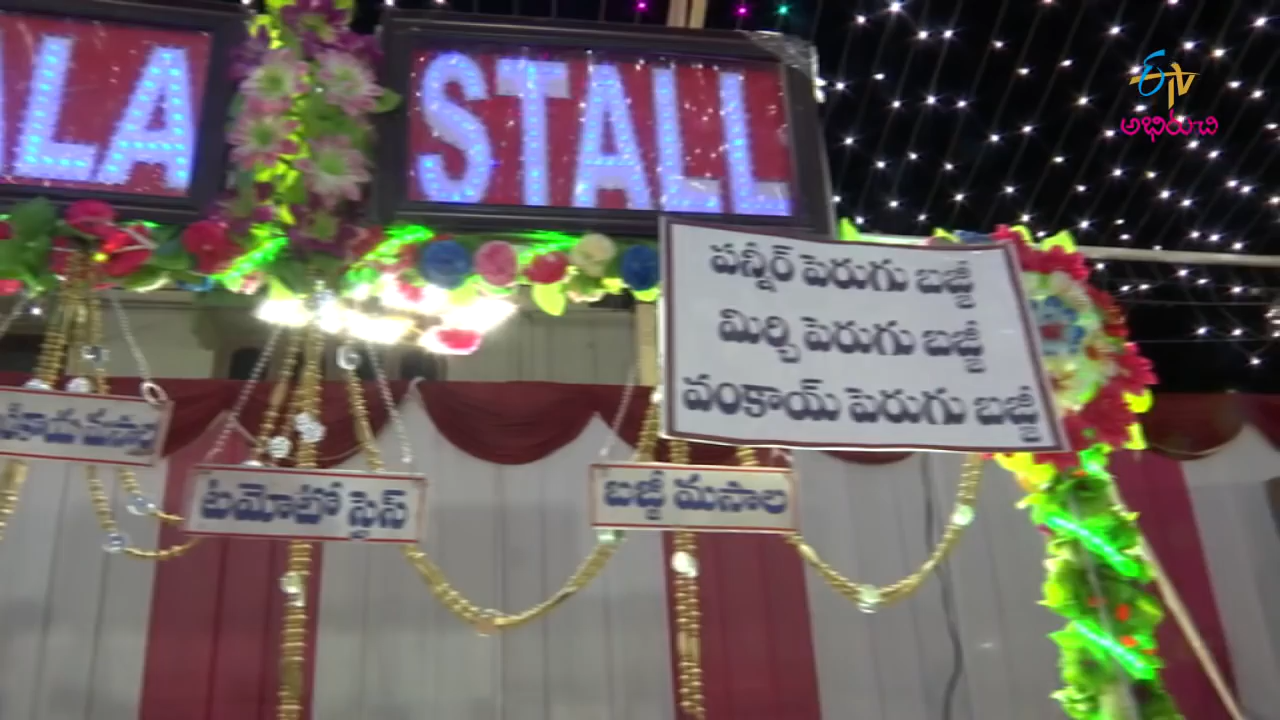 LA STALL
పన్నీర్ పెరుగు బజ్జీ
మిర్చి పెరుగు బజ్జీ
వంకాయ్ పెరుగు బజ్జీ
టమోటో స్లైస్
బజ్జీ మసాల
ETV
అభిరుచి